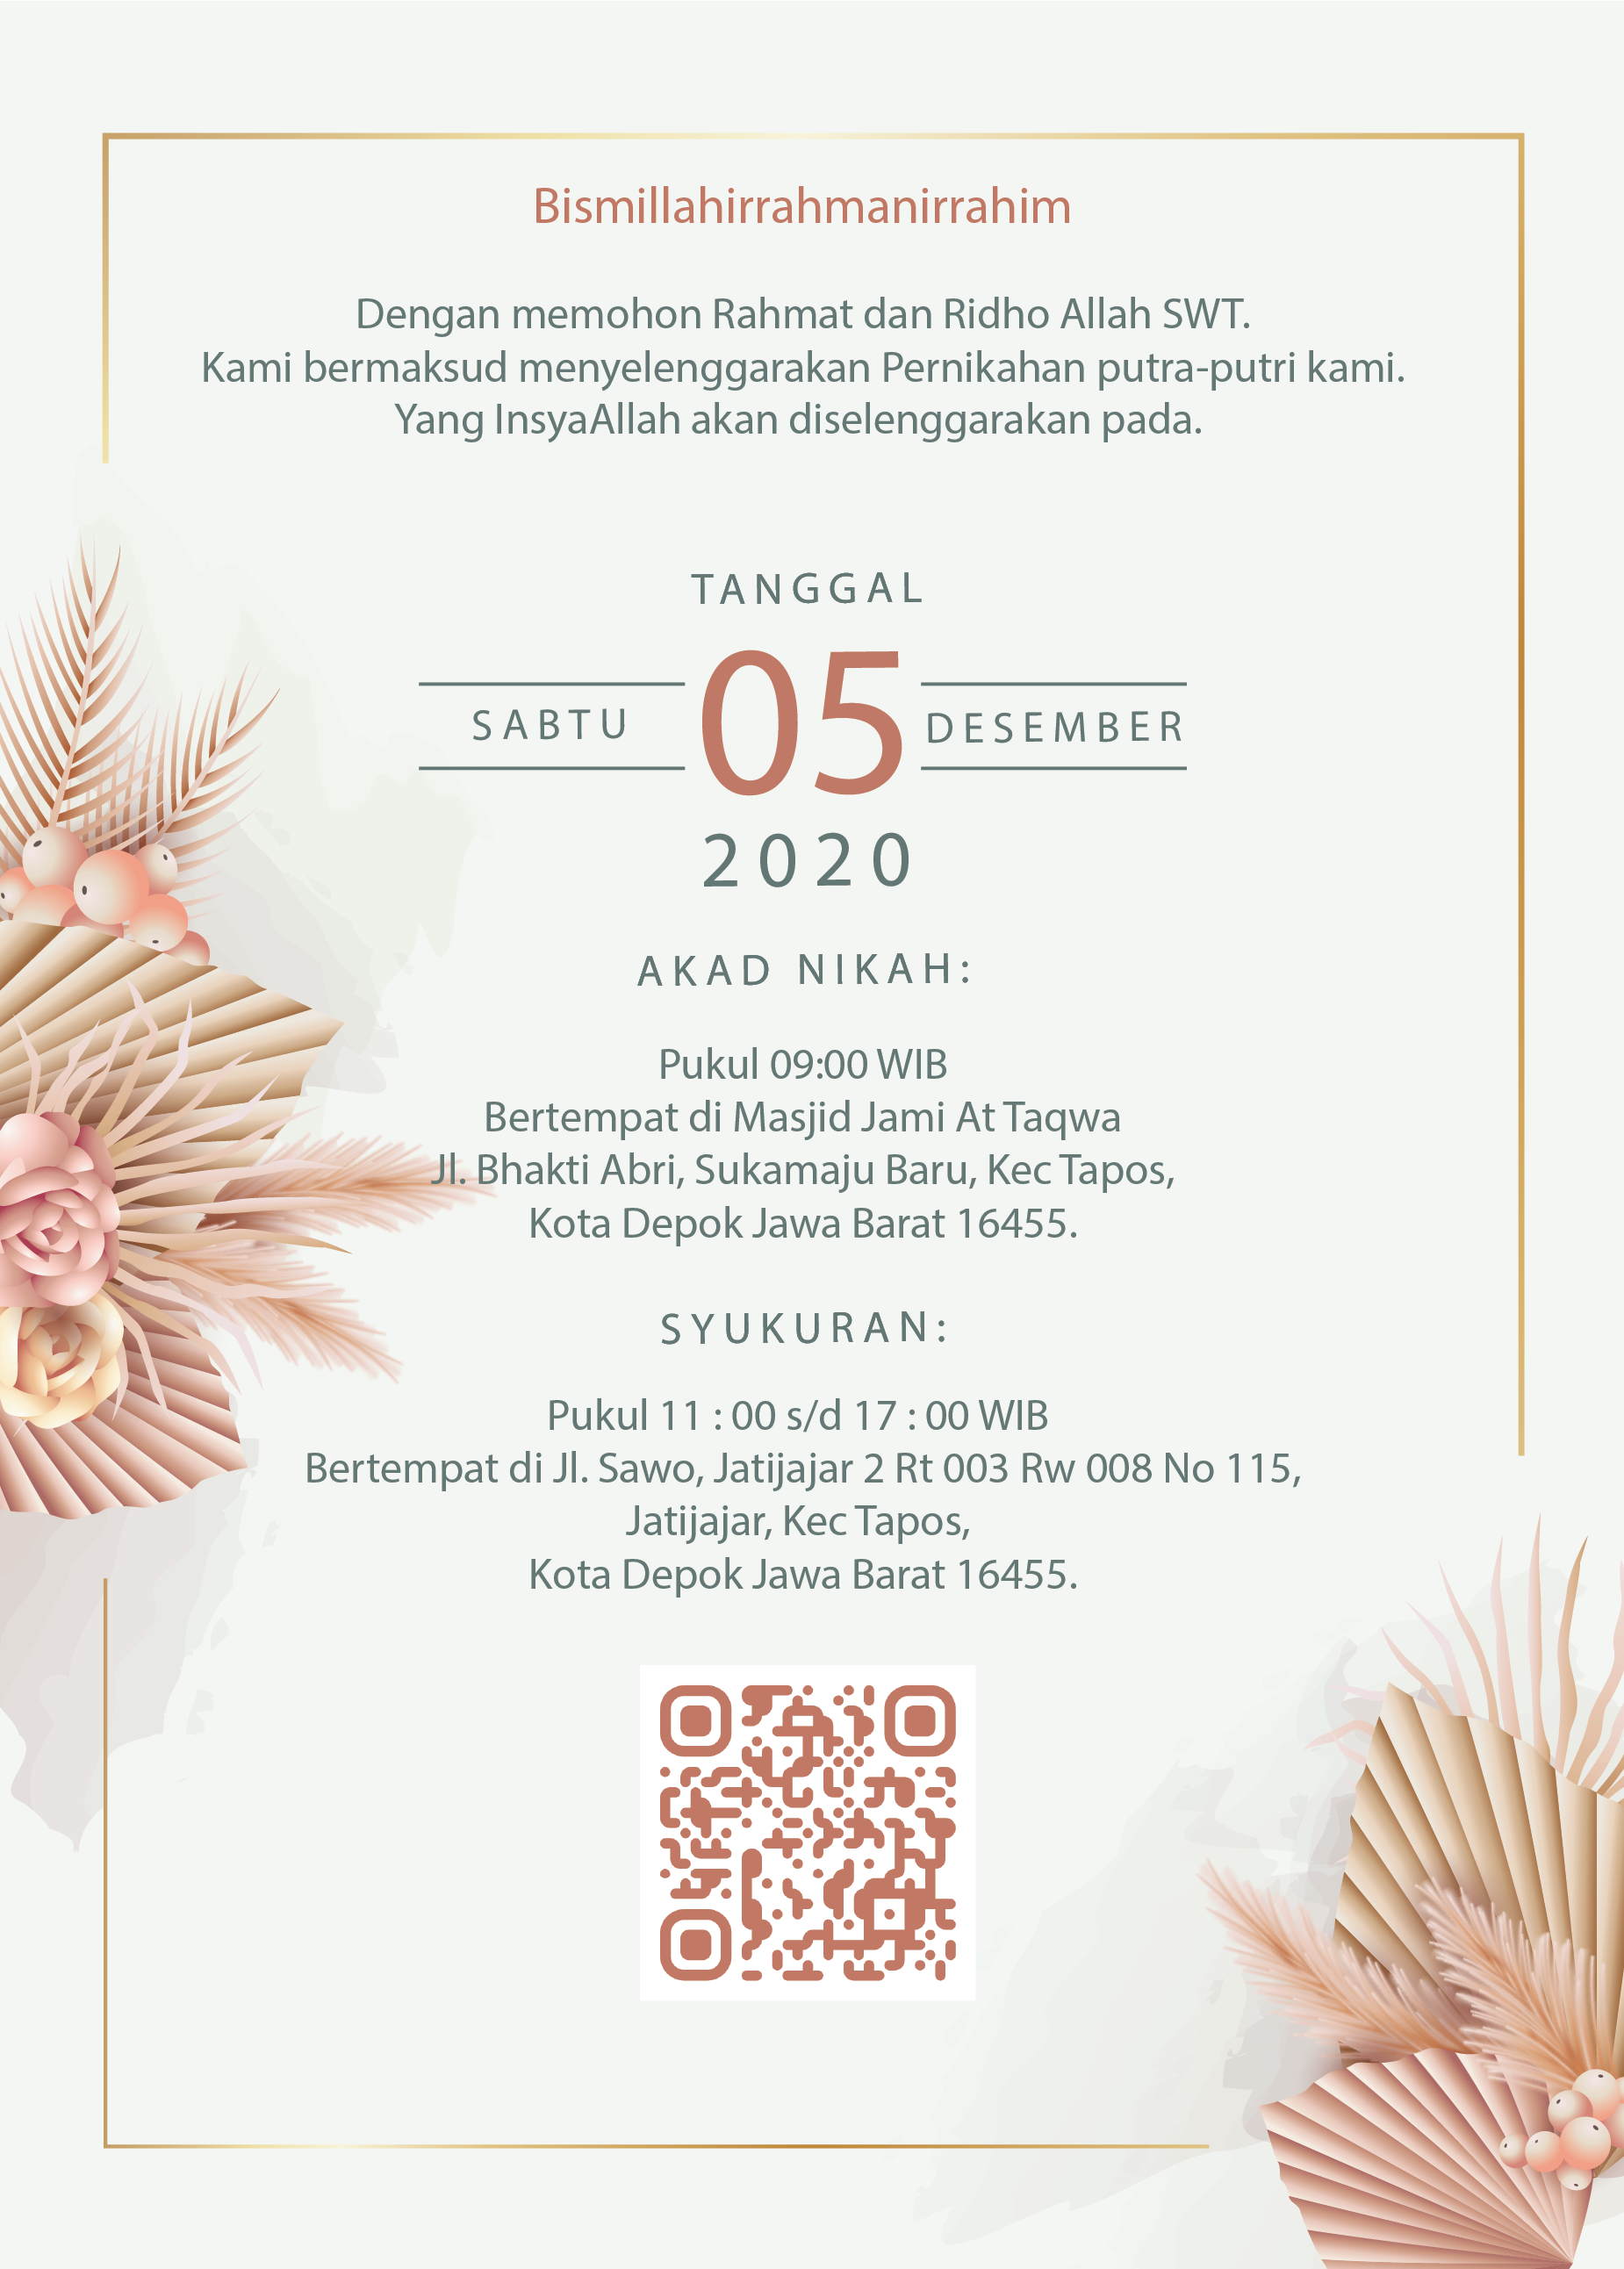 Bismillahirrahmanirrahim
Dengan memohon Rahmat dan Ridho Allah SWT.
Kami bermaksud menyelenggarakan Pernikahan putra-putri kami.
Yang InsyaAllah akan diselenggarakan pada.
TANGGAL
SABTU 05 DESEMBER
2020
AKAD NIKAH:
Pukul 09:00 WIB
Bertempat di Masjid Jami At Taqwa
Jl. Bhakti Abri, Sukamaju Baru, Kec Tapos,
Kota Depok Jawa Barat 16455.
SYUKURAN:
Pukul 11 : 00 s/d 17 : 00 WIB
Bertempat di Jl. Sawo, Jatijajar 2 Rt 003 Rw 008 No 115,
Jatijajar, Kec Tapos,
Kota Depok Jawa Barat 16455.